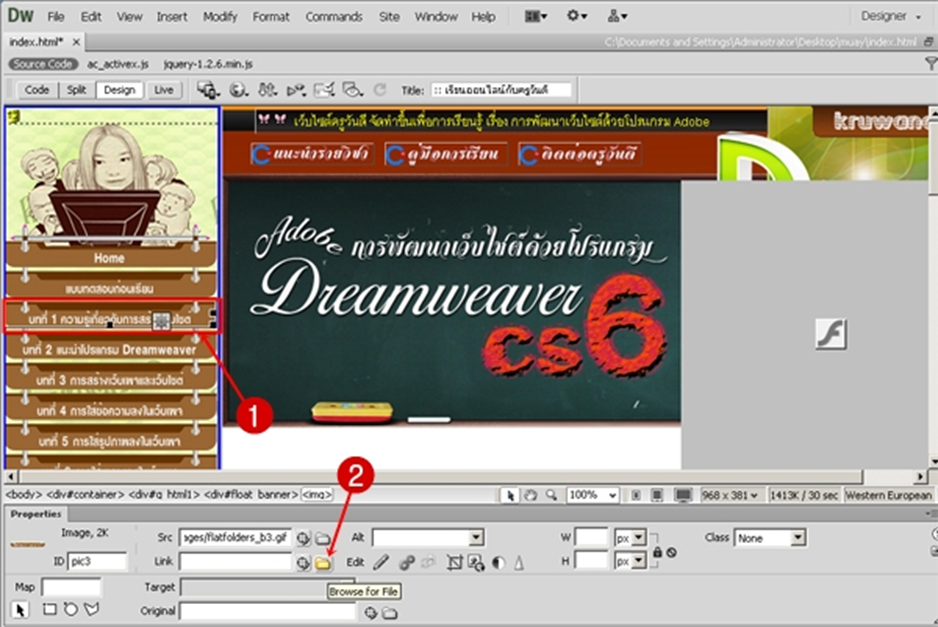 Dw File Edit View Insert Modify Format Commands Site Window Help Designer
index.html* × C:\Documents and Settings\Administrator\Desktop\muay\index.html
Source Code ac_activex.js jquery-1.2.6.min.js
Code Split Design Live Title: :: เรียนออนไลน์กับครูวันดี
เว็บไซต์ครูวันดี จัดทำขึ้นเพื่อการเรียนรู้ เรื่อง การพัฒนาเว็บไซต์ด้วยโปรแกรม Adobe
kruwand
แนะนำรายวิชา คู่มือการเรียน ติดต่อครูวันดี
Adobe การพัฒนาเว็บไซต์ด้วยโปรแกรม
Dreamweaver
cs6
Home
แบบทดสอบก่อนเรียน
บทที่ 1 ความรู้เกี่ยวกับการสร้
บทที่ 2 แนะนำโปรแกรม Dreamweaver
บทที่ 3 การสร้างเว็บเพจและเว็บไซต์
บทที่ 4 การใส่ข้อความลงในเว็บเพจ
บทที่ 5 การใส่รูปภาพลงในเว็บเพจ
1
2
<body> <div#container> <div#g_html1> <div#float_banner> <img> 100% 968 x 381 1413K / 30 sec Western European
Properties
Image, 2K Src ages/flatfolders_b3.gif Alt W px Class None
ID pic3 Link Edit H px
Browse for File
Map Target
Original